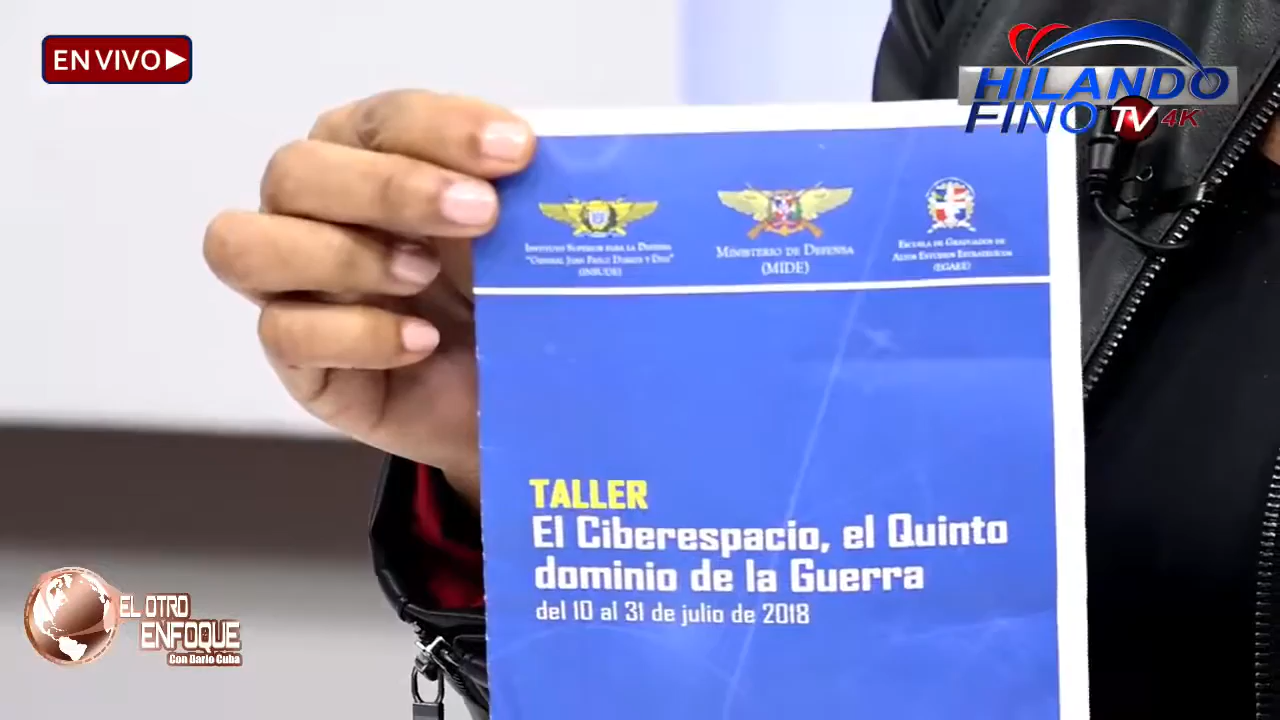 EN VIVO
HILANDO
FINO TV 4K
INSTITUTO SUPERIOR PARA LA DEFENSA
"GENERAL JUAN PABLO DUARTE Y DIEZ"
(INSUDE)
MINISTERIO DE DEFENSA
(MIDE)
ESCUELA DE GRADUADOS DE
ALTOS ESTUDIOS ESTRATEGICOS
(EGAEE)
TALLER
El Ciberespacio, el Quinto
dominio de la Guerra
del 10 al 31 de julio de 2018
EL OTRO
ENFOQUE
Con Dario Cuba